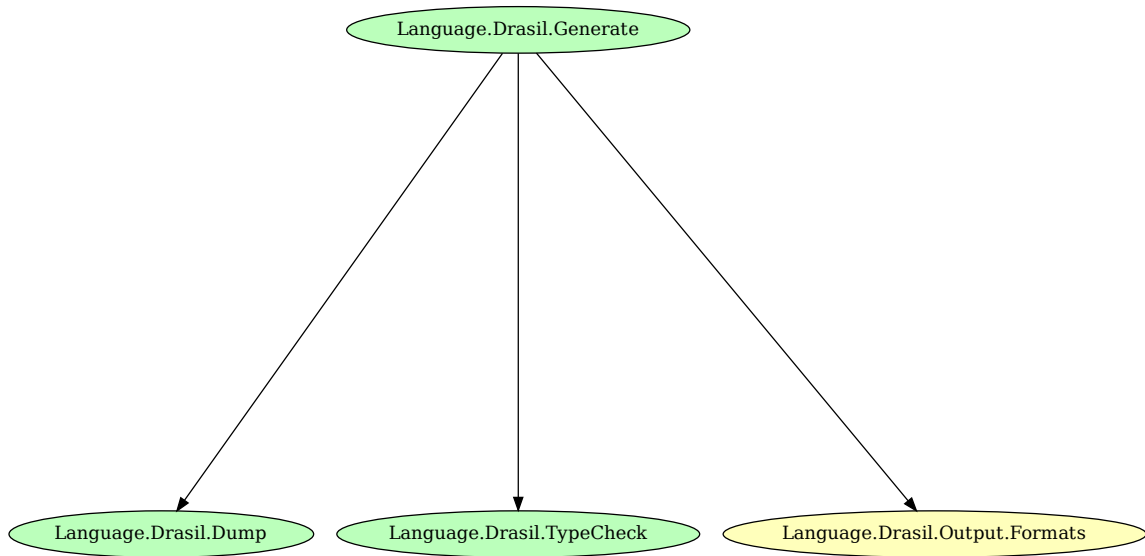 Language.Drasil.Generate
Language.Drasil.Dump
Language.Drasil.TypeCheck
Language.Drasil.Output.Formats